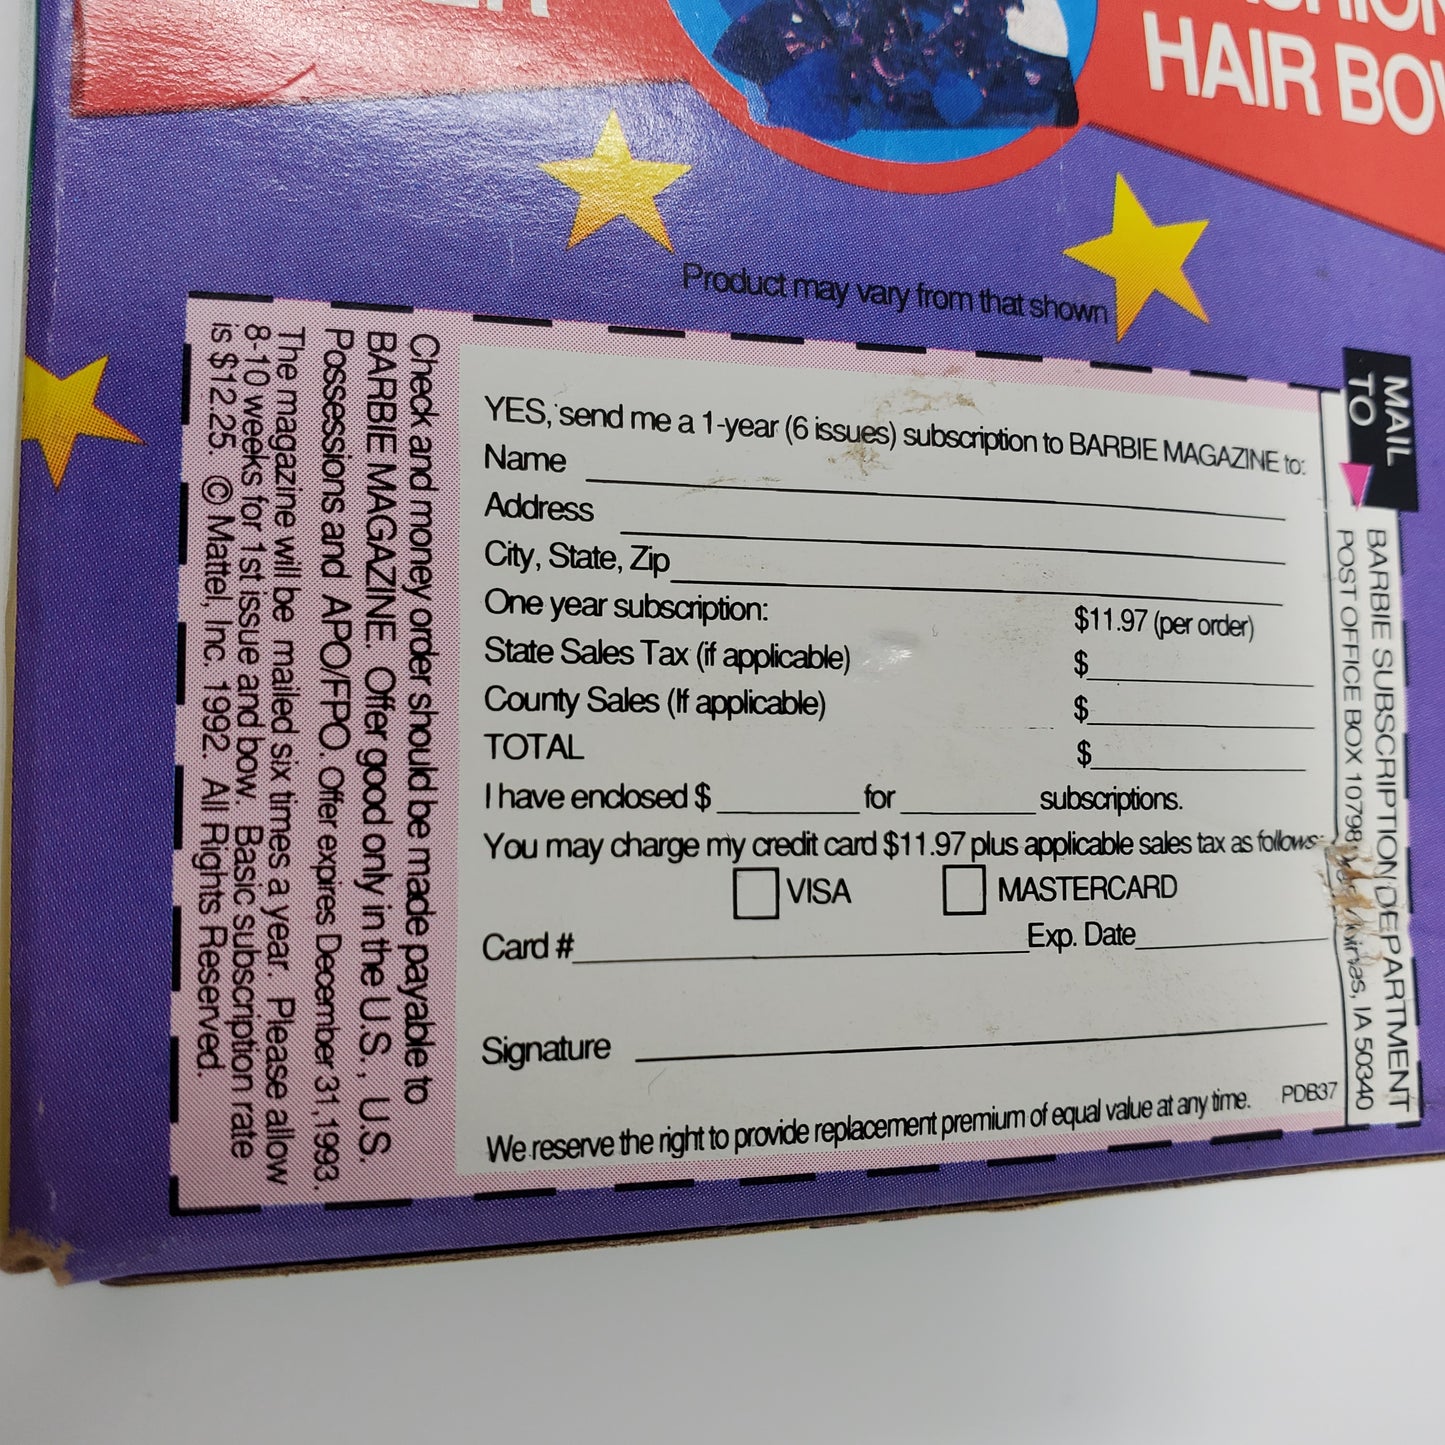 HAIR
Product may vary from that shown
YES, send me a 1-year (6 issues) subscription to BARBIE MAGAZINE to:
Name
Address
City, State, Zip
One year subscription: $11.97 (per order)
State Sales Tax (if applicable) $
County Sales (If applicable) $
TOTAL $
I have enclosed $ for subscriptions.
You may charge my credit card $11.97 plus applicable sales tax as follows:
VISA MASTERCARD
Card # Exp. Date
Signature
We reserve the right to provide replacement premium of equal value at any time. PDB37
MAIL
TO
BARBIE SUBSCRIPTION DEPARTMENT
POST OFFICE BOX 10798, IA 50340
Check and money order should be made payable to
BARBIE MAGAZINE. Offer good only in the U.S., U.S.
Possessions and APO/FPO. Offer expires December 31, 1993.
The magazine will be mailed six times a year. Please allow
8-10 weeks for 1st issue and bow. Basic subscription rate
is $12.25. © Mattel, Inc. 1992. All Rights Reserved.